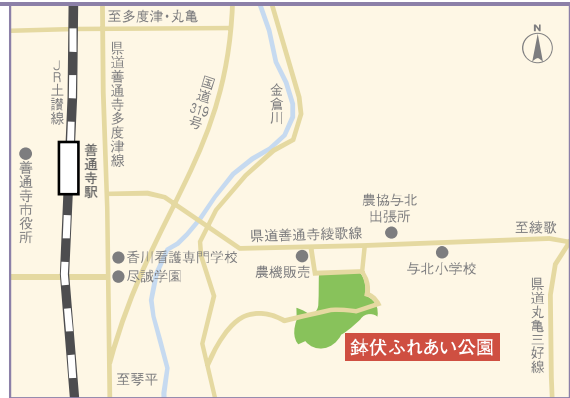 至多度津・丸亀
N
JR土讃線
県道善通寺多度津線
国道319号
金倉川
善通寺駅
善通寺市役所
農協与北
出張所
県道善通寺綾歌線
至綾歌
香川看護専門学校
尽誠学園
農機販売
与北小学校
県道丸亀三好線
鉢伏ふれあい公園
至琴平